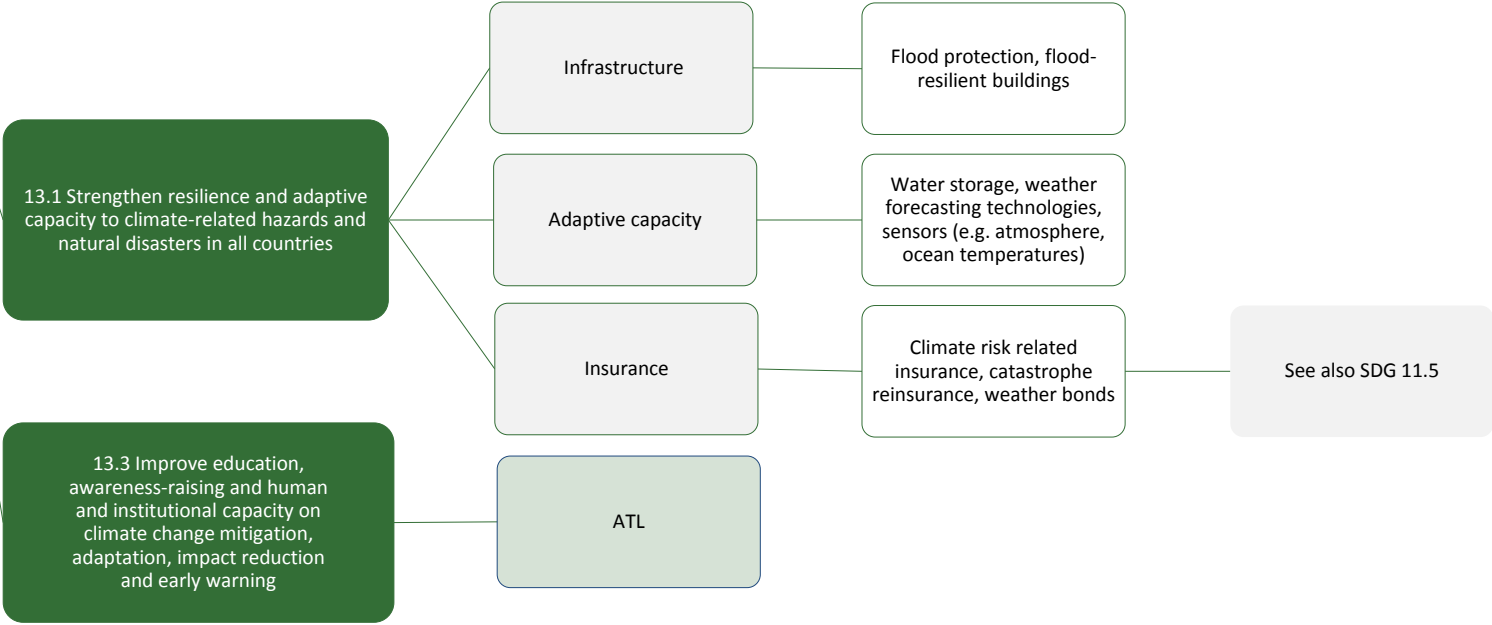 13.1 Strengthen resilience and adaptive
capacity to climate-related hazards and
natural disasters in all countries
Infrastructure
Flood protection, flood-
resilient buildings
Adaptive capacity
Water storage, weather
forecasting technologies,
sensors (e.g. atmosphere,
ocean temperatures)
Insurance
Climate risk related
insurance, catastrophe
reinsurance, weather bonds
See also SDG 11.5
13.3 Improve education,
awareness-raising and human
and institutional capacity on
climate change mitigation,
adaptation, impact reduction
and early warning
ATL